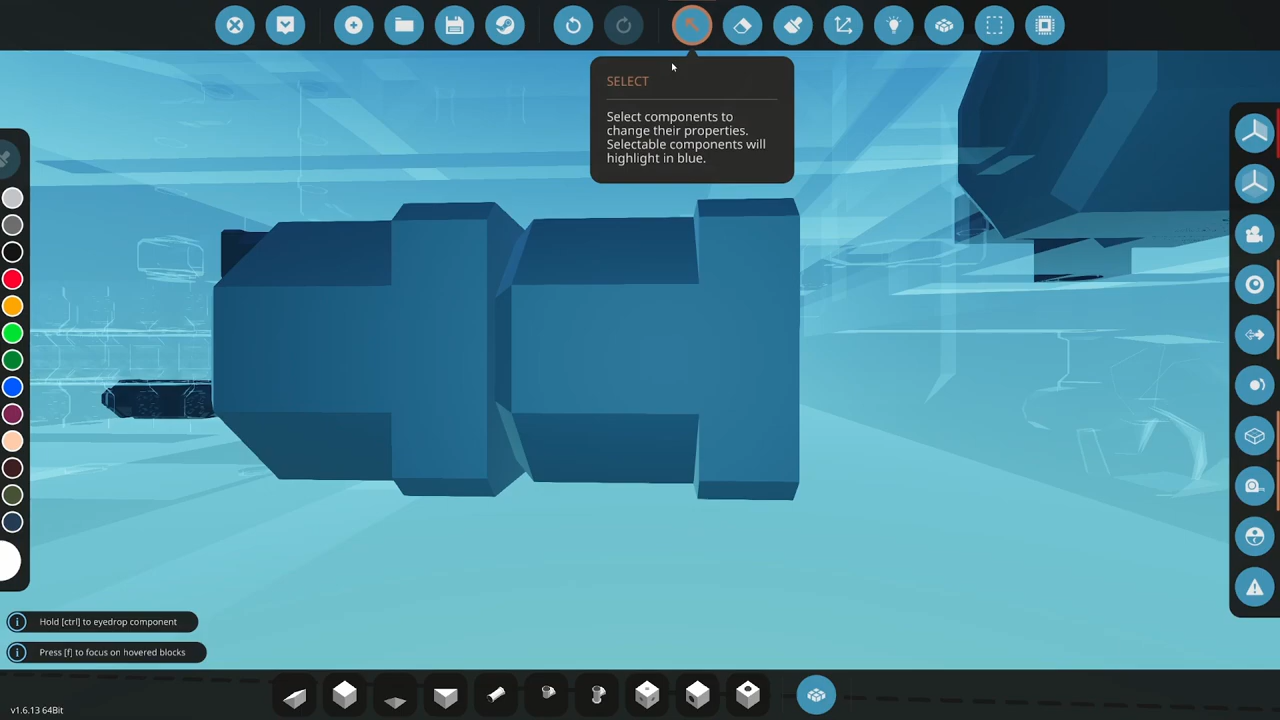 SELECT
Select components to
change their properties.
Selectable components will
highlight in blue.
Hold [ctrl] to eyedrop component
Press [f] to focus on hovered blocks
v1.6.13 64Bit